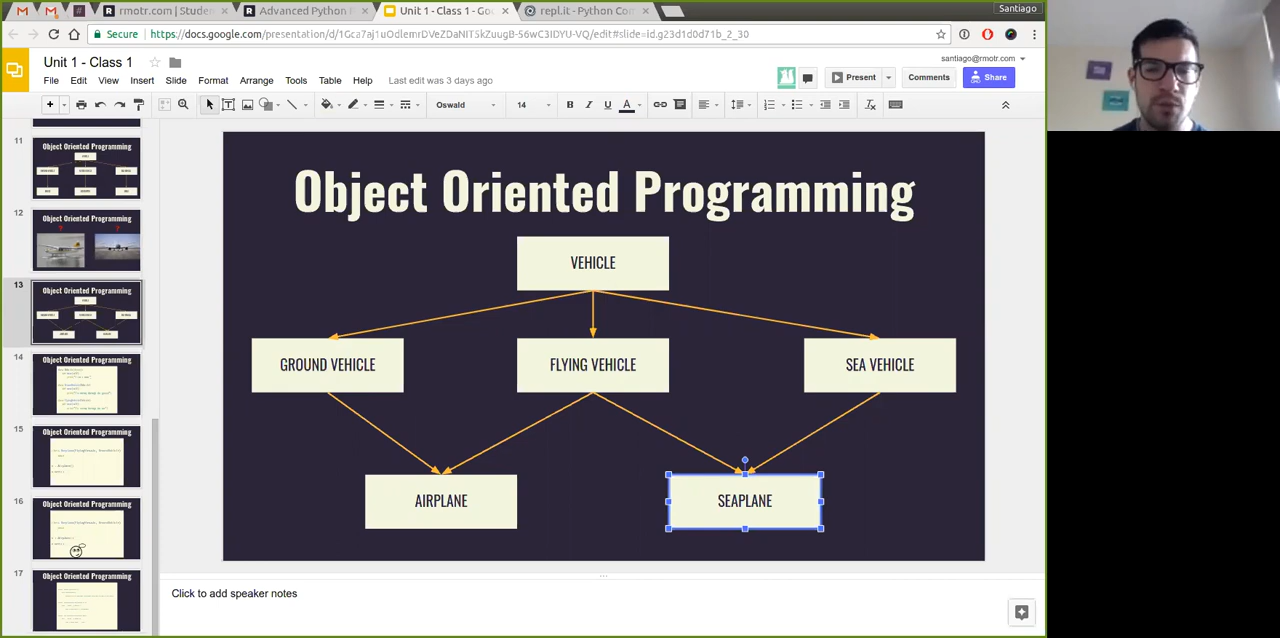 Santiago
rmotr.com | Studen
Advanced Python
Unit 1 - Class 1 - Go
repl.it - Python Con
Secure
https://docs.google.com/presentation/d/1Gca7aj1uOdlemrDVeZDaNIT5kZuugB-56wC3IDYU-VQ/edit#slide=id.g23d1d0d71b_2_30
Unit 1 - Class 1
santiago@rmotr.com
File Edit View Insert Slide Format Arrange Tools Table Help Last edit was 3 days ago
Present
Comments
Share
Oswald 14 B I U A
11
Object Oriented Programming
12
Object Oriented Programming
? ?
13
Object Oriented Programming
14
Object Oriented Programming
15
Object Oriented Programming
16
Object Oriented Programming
17
Object Oriented Programming
Object Oriented Programming
VEHICLE
GROUND VEHICLE
FLYING VEHICLE
SEA VEHICLE
AIRPLANE
SEAPLANE
Click to add speaker notes